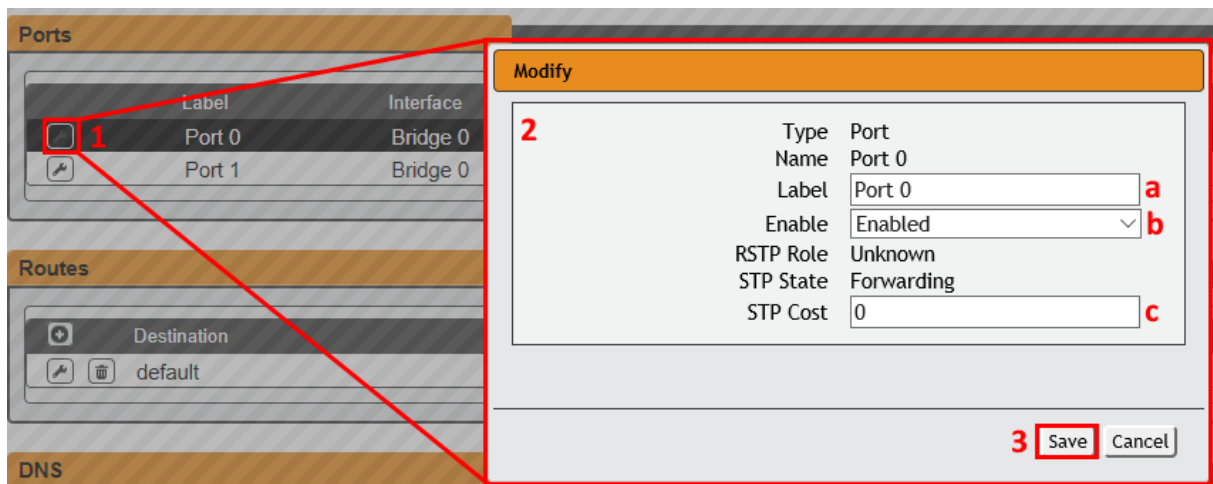 Ports
Label Interface
1 Port 0 Bridge 0
Port 1 Bridge 0
Routes
Destination
default
DNS
Modify
2
Type Port
Name Port 0
Label Port 0 a
Enable Enabled b
RSTP Role Unknown
STP State Forwarding
STP Cost 0 c
3 Save Cancel